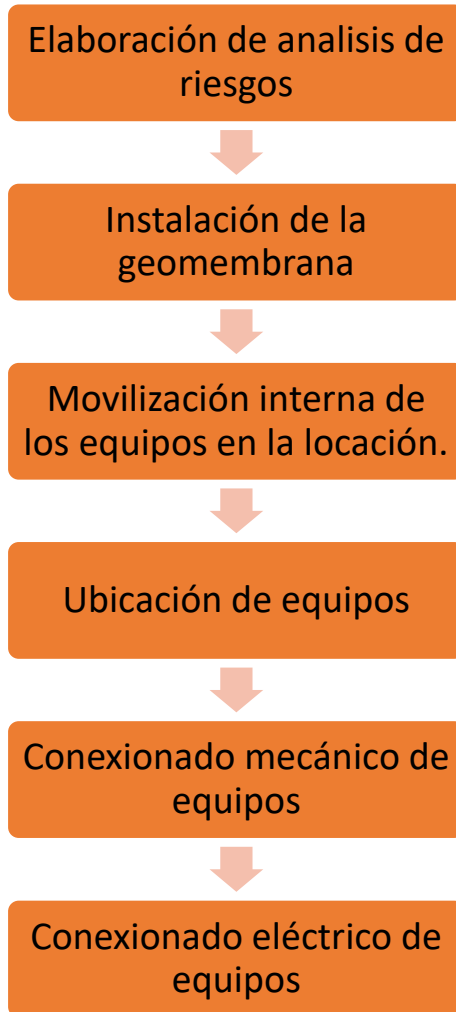 Elaboración de analisis de
riesgos
Instalación de la
geomembrana
Movilización interna de
los equipos en la locación.
Ubicación de equipos
Conexionado mecánico de
equipos
Conexionado eléctrico de
equipos